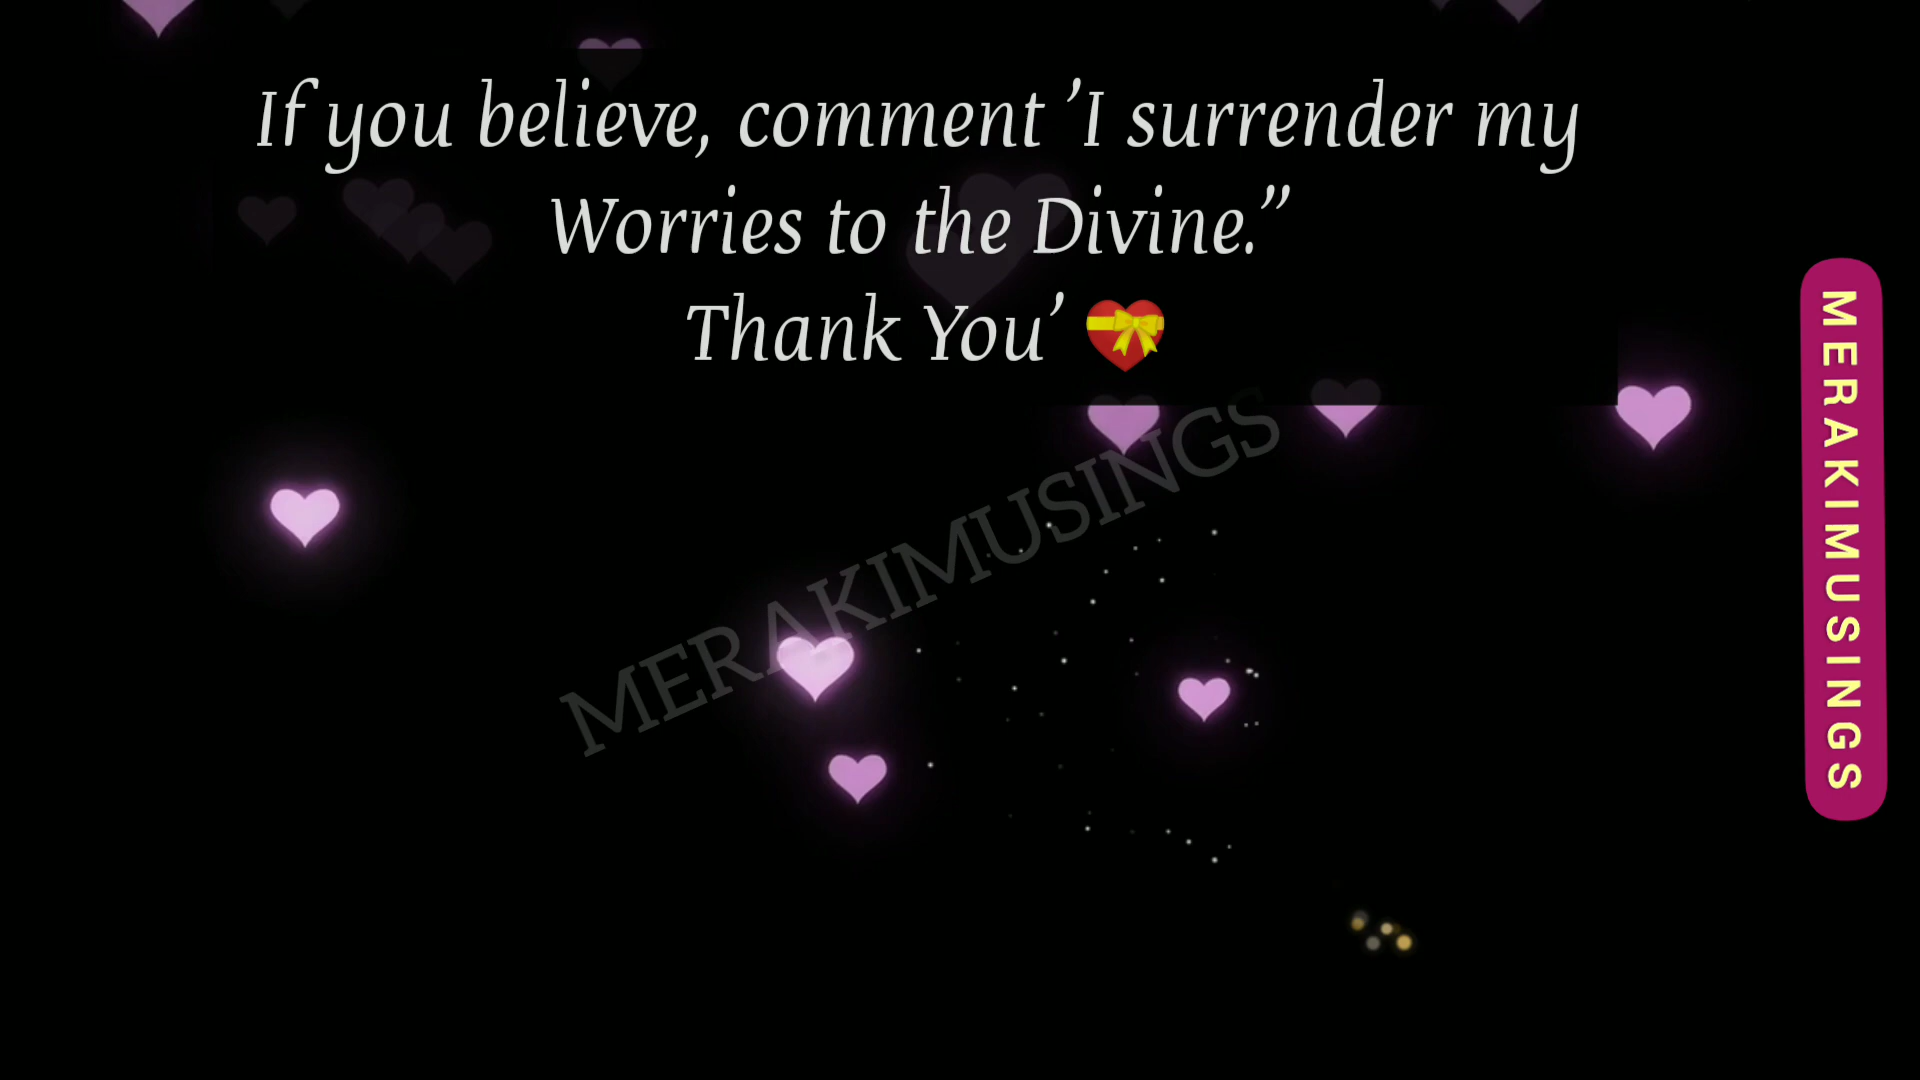 If you believe, comment ’I surrender my
Worries to the Divine.”
Thank You’ 💝
MERAKIMUSINGS
MERAKIMUSINGS